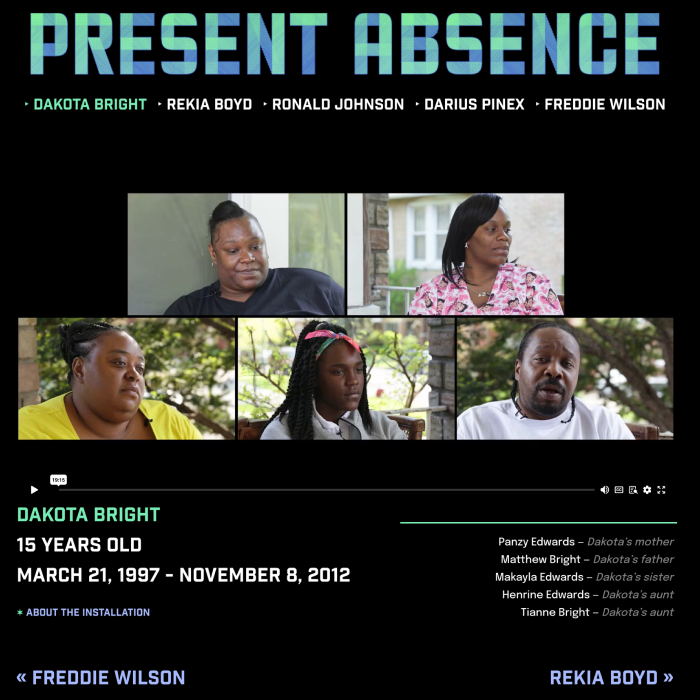 PRESENT ABSENCE
‣ DAKOTA BRIGHT ‣ REKIA BOYD ‣ RONALD JOHNSON ‣ DARIUS PINEX ‣ FREDDIE WILSON
19:15
CC
DAKOTA BRIGHT
15 YEARS OLD
MARCH 21, 1997 - NOVEMBER 8, 2012
✶ ABOUT THE INSTALLATION
Panzy Edwards – Dakota's mother
Matthew Bright – Dakota's father
Makayla Edwards – Dakota's sister
Henrine Edwards – Dakota's aunt
Tianne Bright – Dakota's aunt
« FREDDIE WILSON
REKIA BOYD »